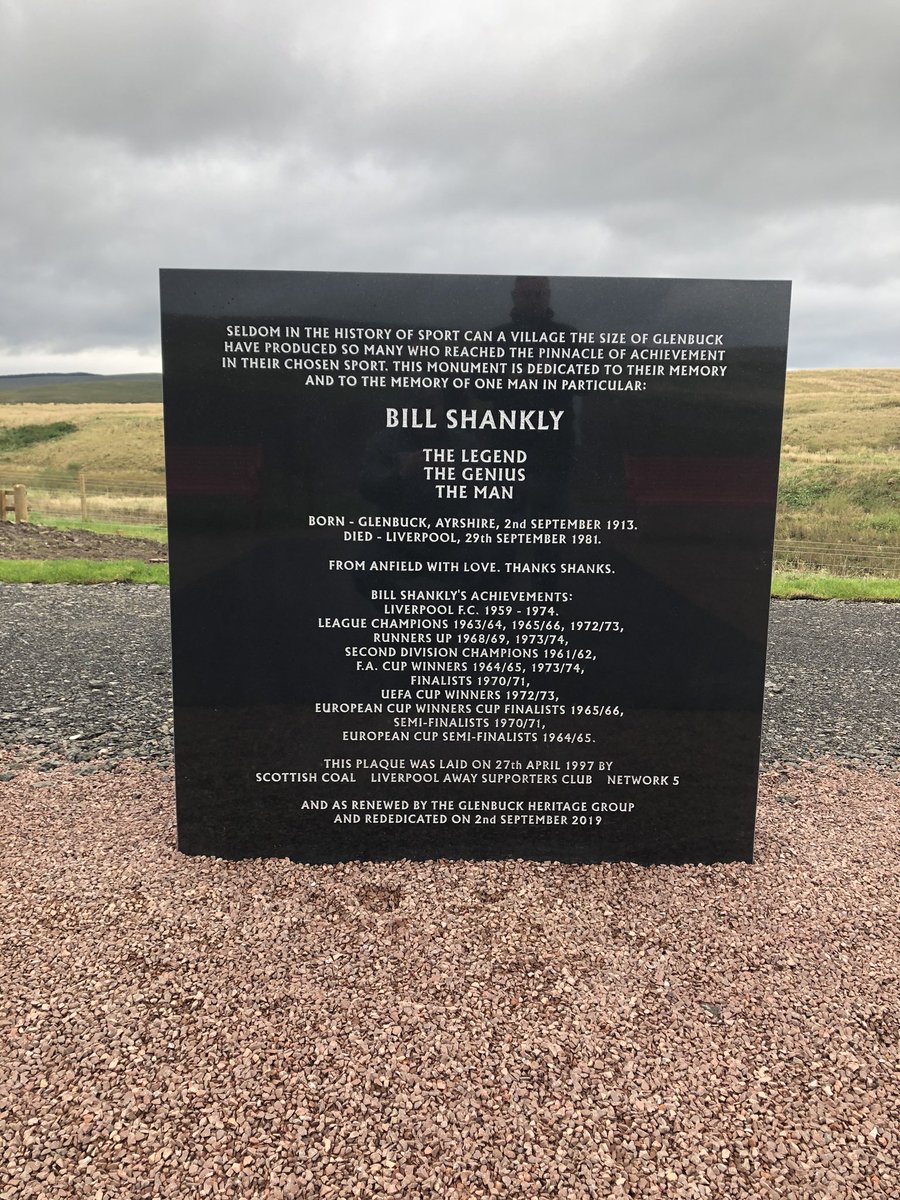 SELDOM IN THE HISTORY OF SPORT CAN A VILLAGE THE SIZE OF GLENBUCK
HAVE PRODUCED SO MANY WHO REACHED THE PINNACLE OF ACHIEVEMENT
IN THEIR CHOSEN SPORT. THIS MONUMENT IS DEDICATED TO THEIR MEMORY
AND TO THE MEMORY OF ONE MAN IN PARTICULAR:
BILL SHANKLY
THE LEGEND
THE GENIUS
THE MAN
BORN - GLENBUCK, AYRSHIRE, 2nd SEPTEMBER 1913.
DIED - LIVERPOOL, 29th SEPTEMBER 1981.
FROM ANFIELD WITH LOVE. THANKS SHANKS.
BILL SHANKLY'S ACHIEVEMENTS:
LIVERPOOL F.C. 1959 - 1974.
LEAGUE CHAMPIONS 1963/64, 1965/66, 1972/73,
RUNNERS UP 1968/69, 1973/74,
SECOND DIVISION CHAMPIONS 1961/62,
F.A. CUP WINNERS 1964/65, 1973/74,
FINALISTS 1970/71,
UEFA CUP WINNERS 1972/73,
EUROPEAN CUP WINNERS CUP FINALISTS 1965/66,
SEMI-FINALISTS 1970/71,
EUROPEAN CUP SEMI-FINALISTS 1964/65.
THIS PLAQUE WAS LAID ON 27th APRIL 1997 BY
SCOTTISH COAL LIVERPOOL AWAY SUPPORTERS CLUB NETWORK 5
AND AS RENEWED BY THE GLENBUCK HERITAGE GROUP
AND REDEDICATED ON 2nd SEPTEMBER 2019